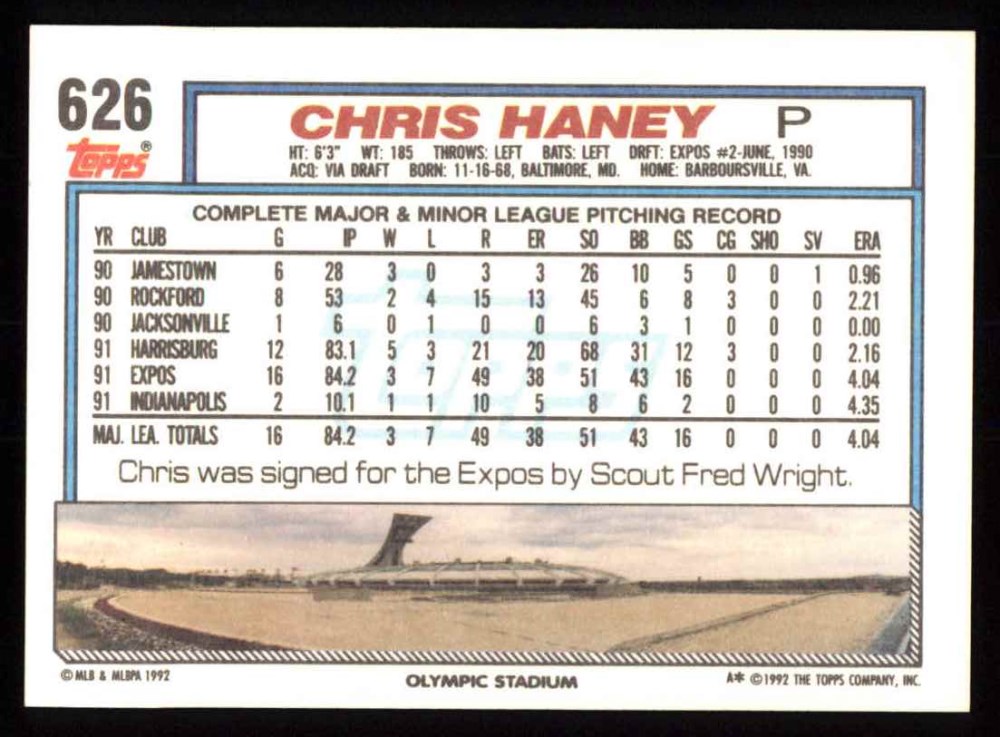 626
Topps®
CHRIS HANEY P
HT: 6'3" WT: 185 THROWS: LEFT BATS: LEFT DRFT: EXPOS #2-JUNE, 1990
ACQ: VIA DRAFT BORN: 11-16-68, BALTIMORE, MD. HOME: BARBOURSVILLE, VA.
COMPLETE MAJOR & MINOR LEAGUE PITCHING RECORD
YR CLUB G IP W L R ER SO BB GS CG SHO SV ERA
90 JAMESTOWN 6 28 3 0 3 3 26 10 5 0 0 1 0.96
90 ROCKFORD 8 53 2 4 15 13 45 6 8 3 0 0 2.21
90 JACKSONVILLE 1 6 0 1 0 0 6 3 1 0 0 0 0.00
91 HARRISBURG 12 83.1 5 3 21 20 68 31 12 3 0 0 2.16
91 EXPOS 16 84.2 3 7 49 38 51 43 16 0 0 0 4.04
91 INDIANAPOLIS 2 10.1 1 1 10 5 8 6 2 0 0 0 4.35
MAJ. LEA. TOTALS 16 84.2 3 7 49 38 51 43 16 0 0 0 4.04
Chris was signed for the Expos by Scout Fred Wright.
© MLB & MLBPA 1992
OLYMPIC STADIUM
A* © 1992 THE TOPPS COMPANY, INC.